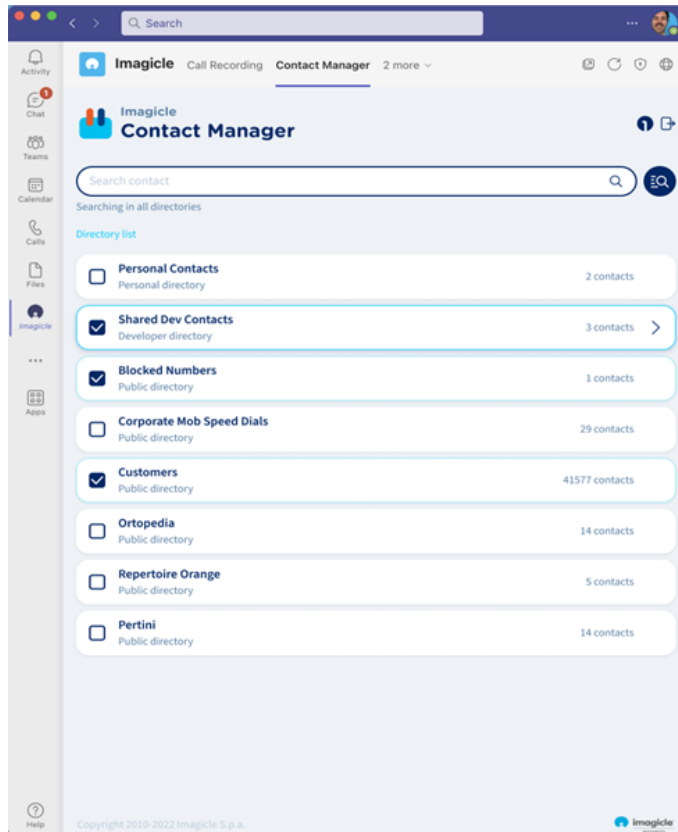 Search
Activity
1
Chat
Teams
Calendar
Calls
Files
Imagicle
Apps
Help
Imagicle Call Recording Contact Manager 2 more
Imagicle
Contact Manager
Search contact
Searching in all directories
Directory list
Personal Contacts
Personal directory
2 contacts
Shared Dev Contacts
Developer directory
3 contacts
Blocked Numbers
Public directory
1 contacts
Corporate Mob Speed Dials
Public directory
29 contacts
Customers
Public directory
41577 contacts
Ortopedia
Public directory
14 contacts
Repertoire Orange
Public directory
5 contacts
Pertini
Public directory
14 contacts
Copyright 2010-2022 Imagicle S.p.a.
imagicle